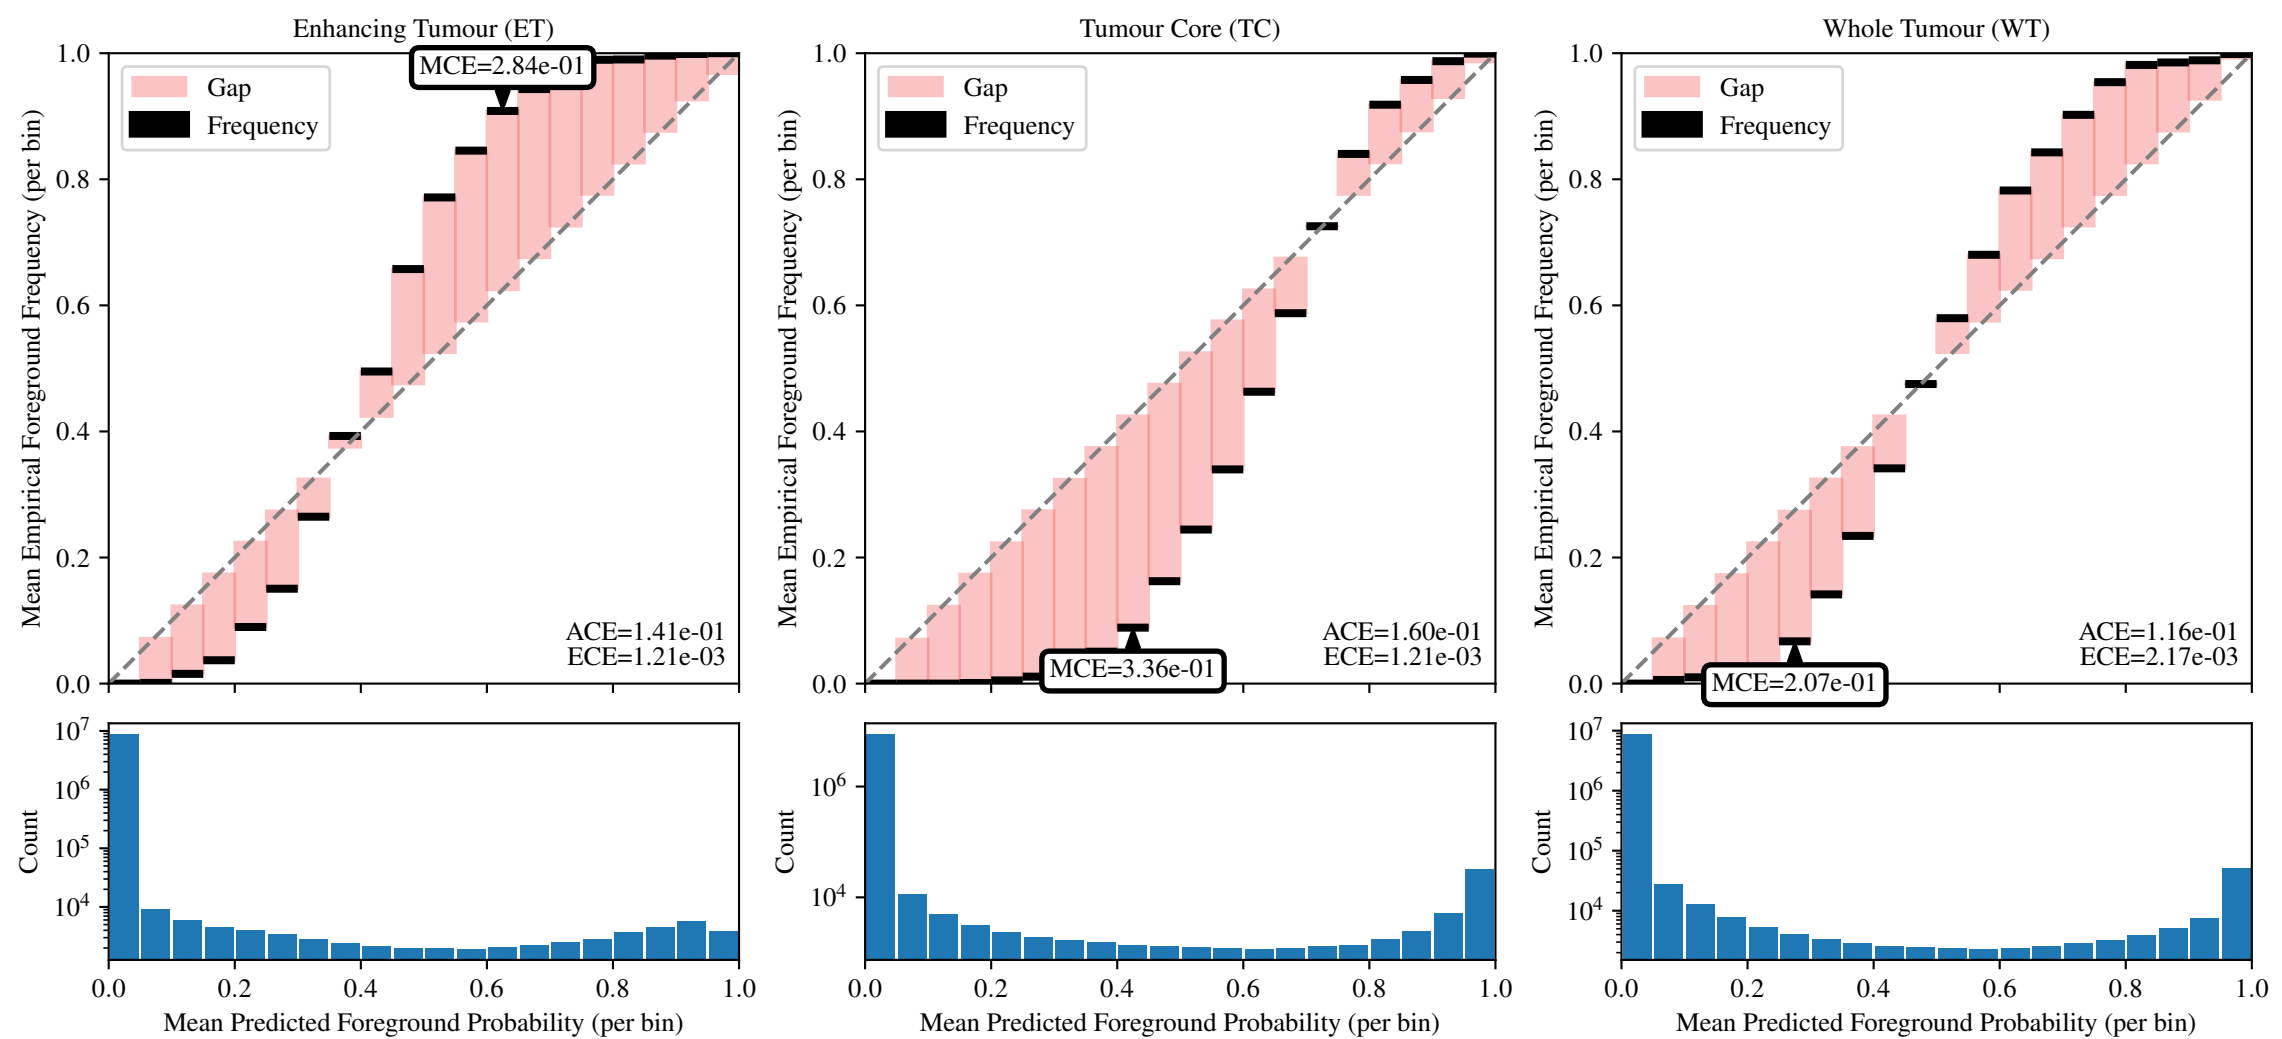 Enhancing Tumour (ET)
Mean Empirical Foreground Frequency (per bin)
1.0
0.8
0.6
0.4
0.2
0.0
Gap
Frequency
MCE=2.84e-01
ACE=1.41e-01
ECE=1.21e-03
Count
10^7
10^6
10^5
10^4
0.0 0.2 0.4 0.6 0.8 1.0
Mean Predicted Foreground Probability (per bin)
Tumour Core (TC)
Mean Empirical Foreground Frequency (per bin)
1.0
0.8
0.6
0.4
0.2
0.0
Gap
Frequency
MCE=3.36e-01
ACE=1.60e-01
ECE=1.21e-03
Count
10^6
10^4
0.0 0.2 0.4 0.6 0.8 1.0
Mean Predicted Foreground Probability (per bin)
Whole Tumour (WT)
Mean Empirical Foreground Frequency (per bin)
1.0
0.8
0.6
0.4
0.2
0.0
Gap
Frequency
MCE=2.07e-01
ACE=1.16e-01
ECE=2.17e-03
Count
10^7
10^6
10^5
10^4
0.0 0.2 0.4 0.6 0.8 1.0
Mean Predicted Foreground Probability (per bin)